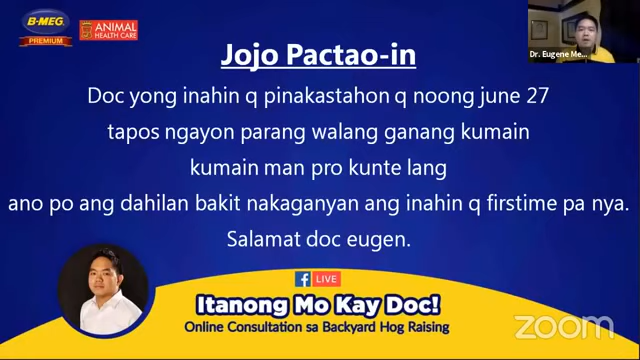 B-MEG
PREMIUM
ANIMAL
HEALTH CARE
Dr. Eugene Me...
Jojo Pactao-in
Doc yong inahin q pinakastahon q noong june 27
tapos ngayon parang walang ganang kumain
kumain man pro kunte lang
ano po ang dahilan bakit nakaganyan ang inahin q firstime pa nya.
Salamat doc eugen.
LIVE
Itanong Mo Kay Doc!
Online Consultation sa Backyard Hog Raising
zoom